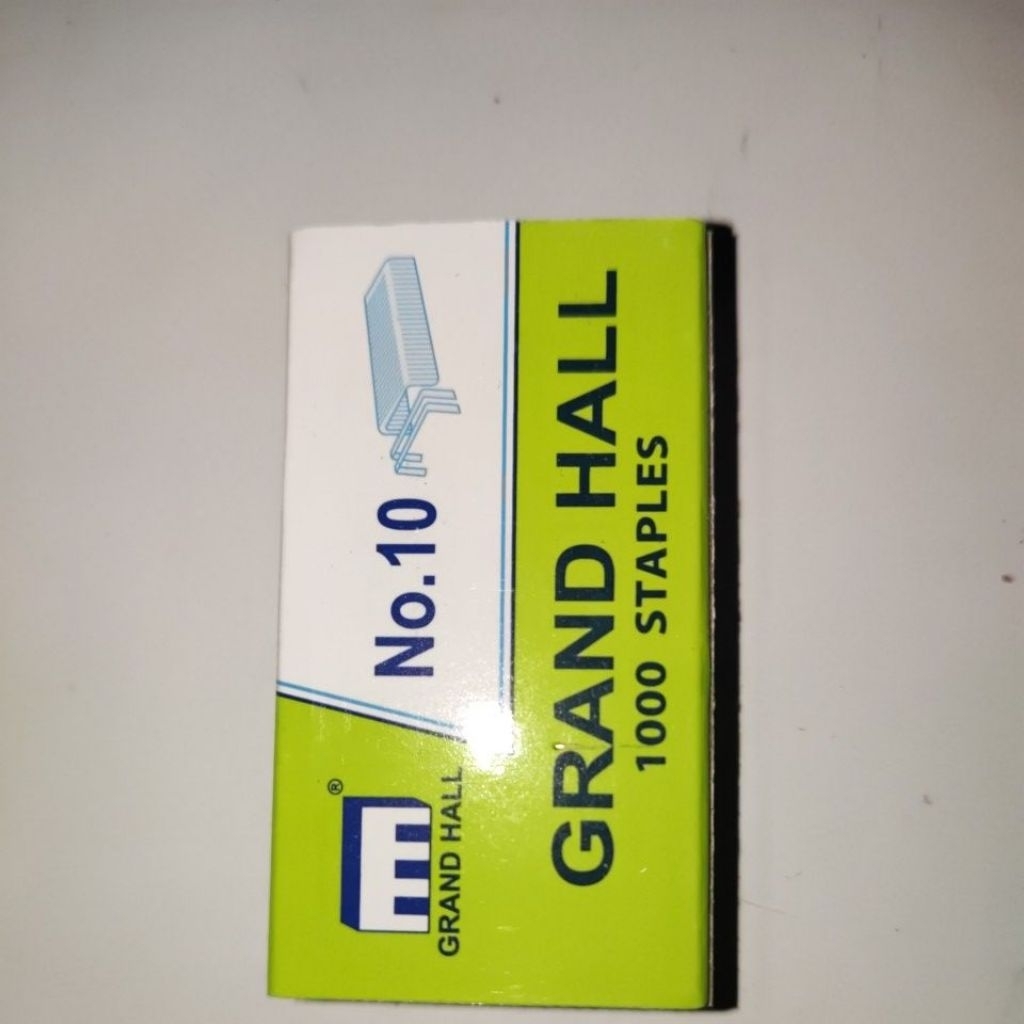 ®
GRAND HALL
No.10
GRAND HALL
1000 STAPLES